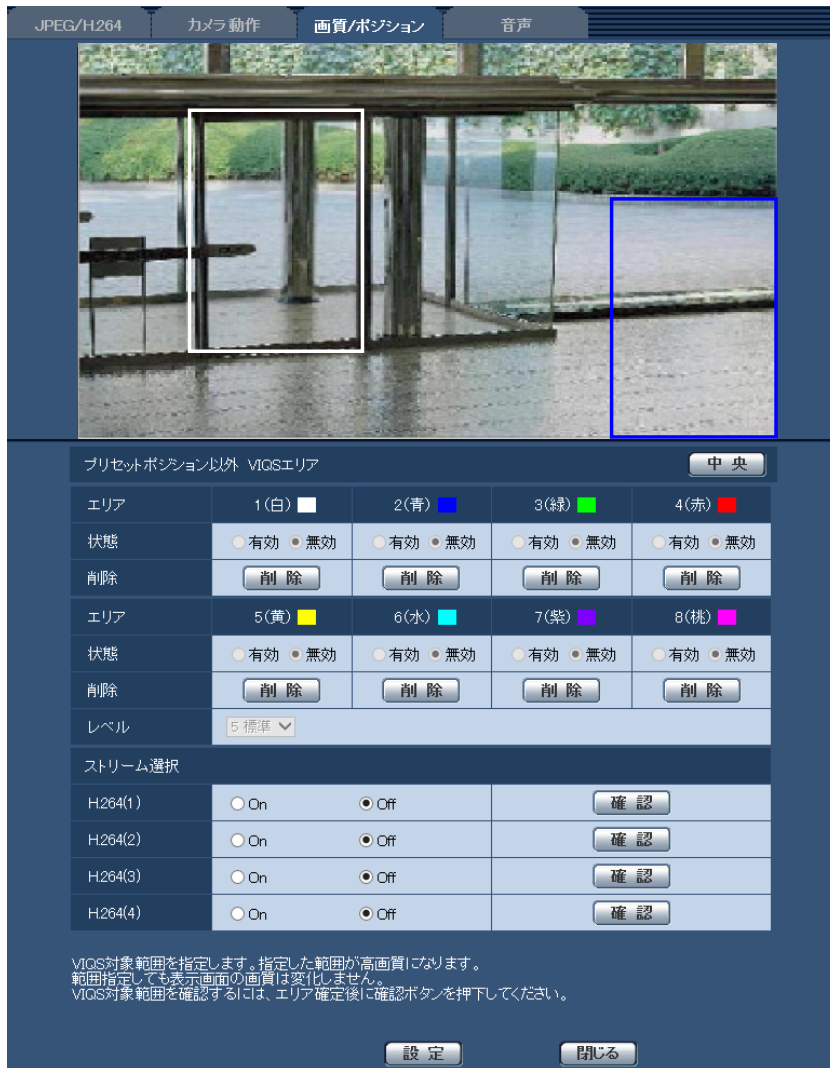 JPEG/H.264 カメラ動作 画質/ポジション 音声
プリセットポジション以外 VIQSエリア 中 央
エリア 1(白) 2(青) 3(緑) 4(赤)
状態 有効 無効 有効 無効 有効 無効 有効 無効
削除 削 除 削 除 削 除 削 除
エリア 5(黄) 6(水) 7(紫) 8(桃)
状態 有効 無効 有効 無効 有効 無効 有効 無効
削除 削 除 削 除 削 除 削 除
レベル 5 標準
ストリーム選択
H.264(1) On Off 確 認
H.264(2) On Off 確 認
H.264(3) On Off 確 認
H.264(4) On Off 確 認
VIQS対象範囲を指定します。指定した範囲が高画質になります。
範囲指定しても表示画面の画質は変化しません。
VIQS対象範囲を確認するには、エリア確定後に確認ボタンを押下してください。
設 定 閉じる